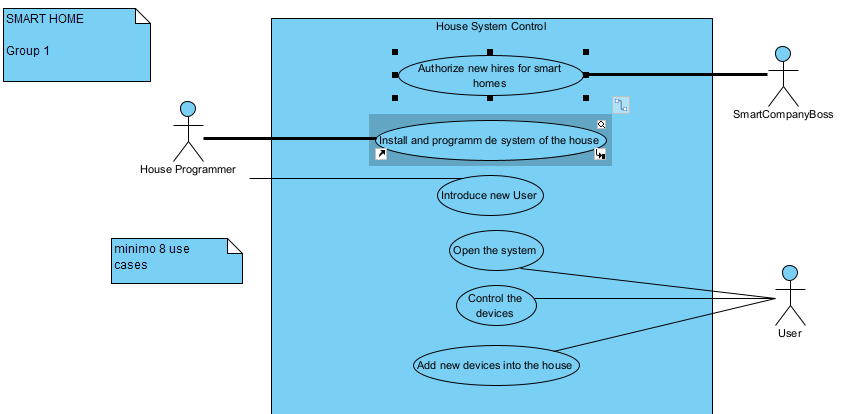 SMART HOME
Group 1
House System Control
Authorize new hires for smart
homes
SmartCompanyBoss
Install and programm de system of the house
House Programmer
Introduce new User
minimo 8 use
cases
Open the system
Control the
devices
User
Add new devices into the house